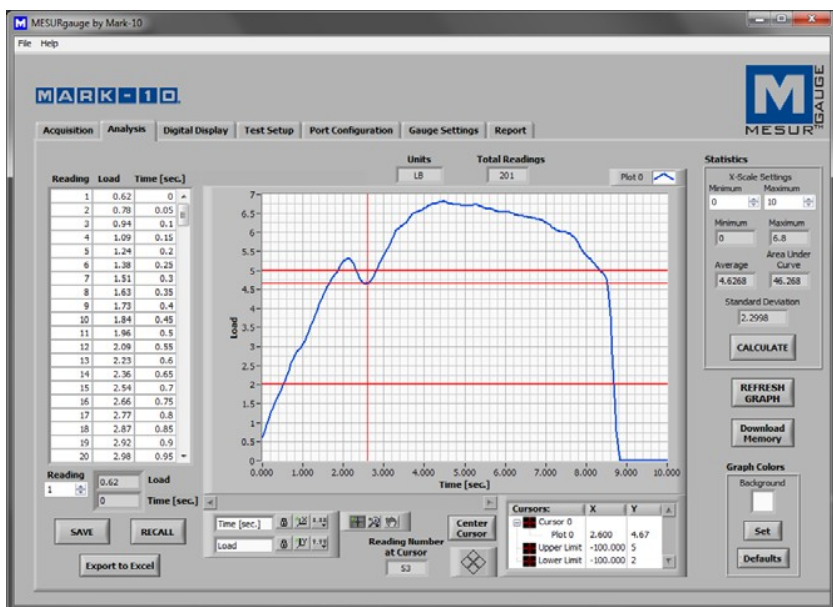 MESURgauge by Mark-10
File Help
MARK-10
M
MESUR GAUGE
Acquisition Analysis Digital Display Test Setup Port Configuration Gauge Settings Report
Units Total Readings
LB 201
Plot 0
Reading Load Time [sec.]
1 0.62 0
2 0.78 0.05
3 0.94 0.1
4 1.09 0.15
5 1.24 0.2
6 1.38 0.25
7 1.51 0.3
8 1.63 0.35
9 1.73 0.4
10 1.84 0.45
11 1.96 0.5
12 2.09 0.55
13 2.23 0.6
14 2.36 0.65
15 2.54 0.7
16 2.66 0.75
17 2.77 0.8
18 2.87 0.85
19 2.92 0.9
20 2.98 0.95
Reading
1
0.62 Load
0 Time [sec.]
SAVE RECALL
Export to Excel
7
6.5
6
5.5
5
4.5
4
3.5
3
2.5
2
1.5
1
0.5
0
Load
0.000 1.000 2.000 3.000 4.000 5.000 6.000 7.000 8.000 9.000 10.000
Time [sec.]
Time [sec.]
Load
Reading Number
at Cursor
53
Center
Cursor
Cursors: X Y
Cursor 0
Plot 0 2.600 4.67
Upper Limit -100.000 5
Lower Limit -100.000 2
Statistics
X-Scale Settings
Minimum Maximum
0 10
Minimum Maximum
0 6.8
Average Area Under
Curve
4.6268 46.268
Standard Deviation
2.2998
CALCULATE
REFRESH
GRAPH
Download
Memory
Graph Colors
Background
Set
Defaults